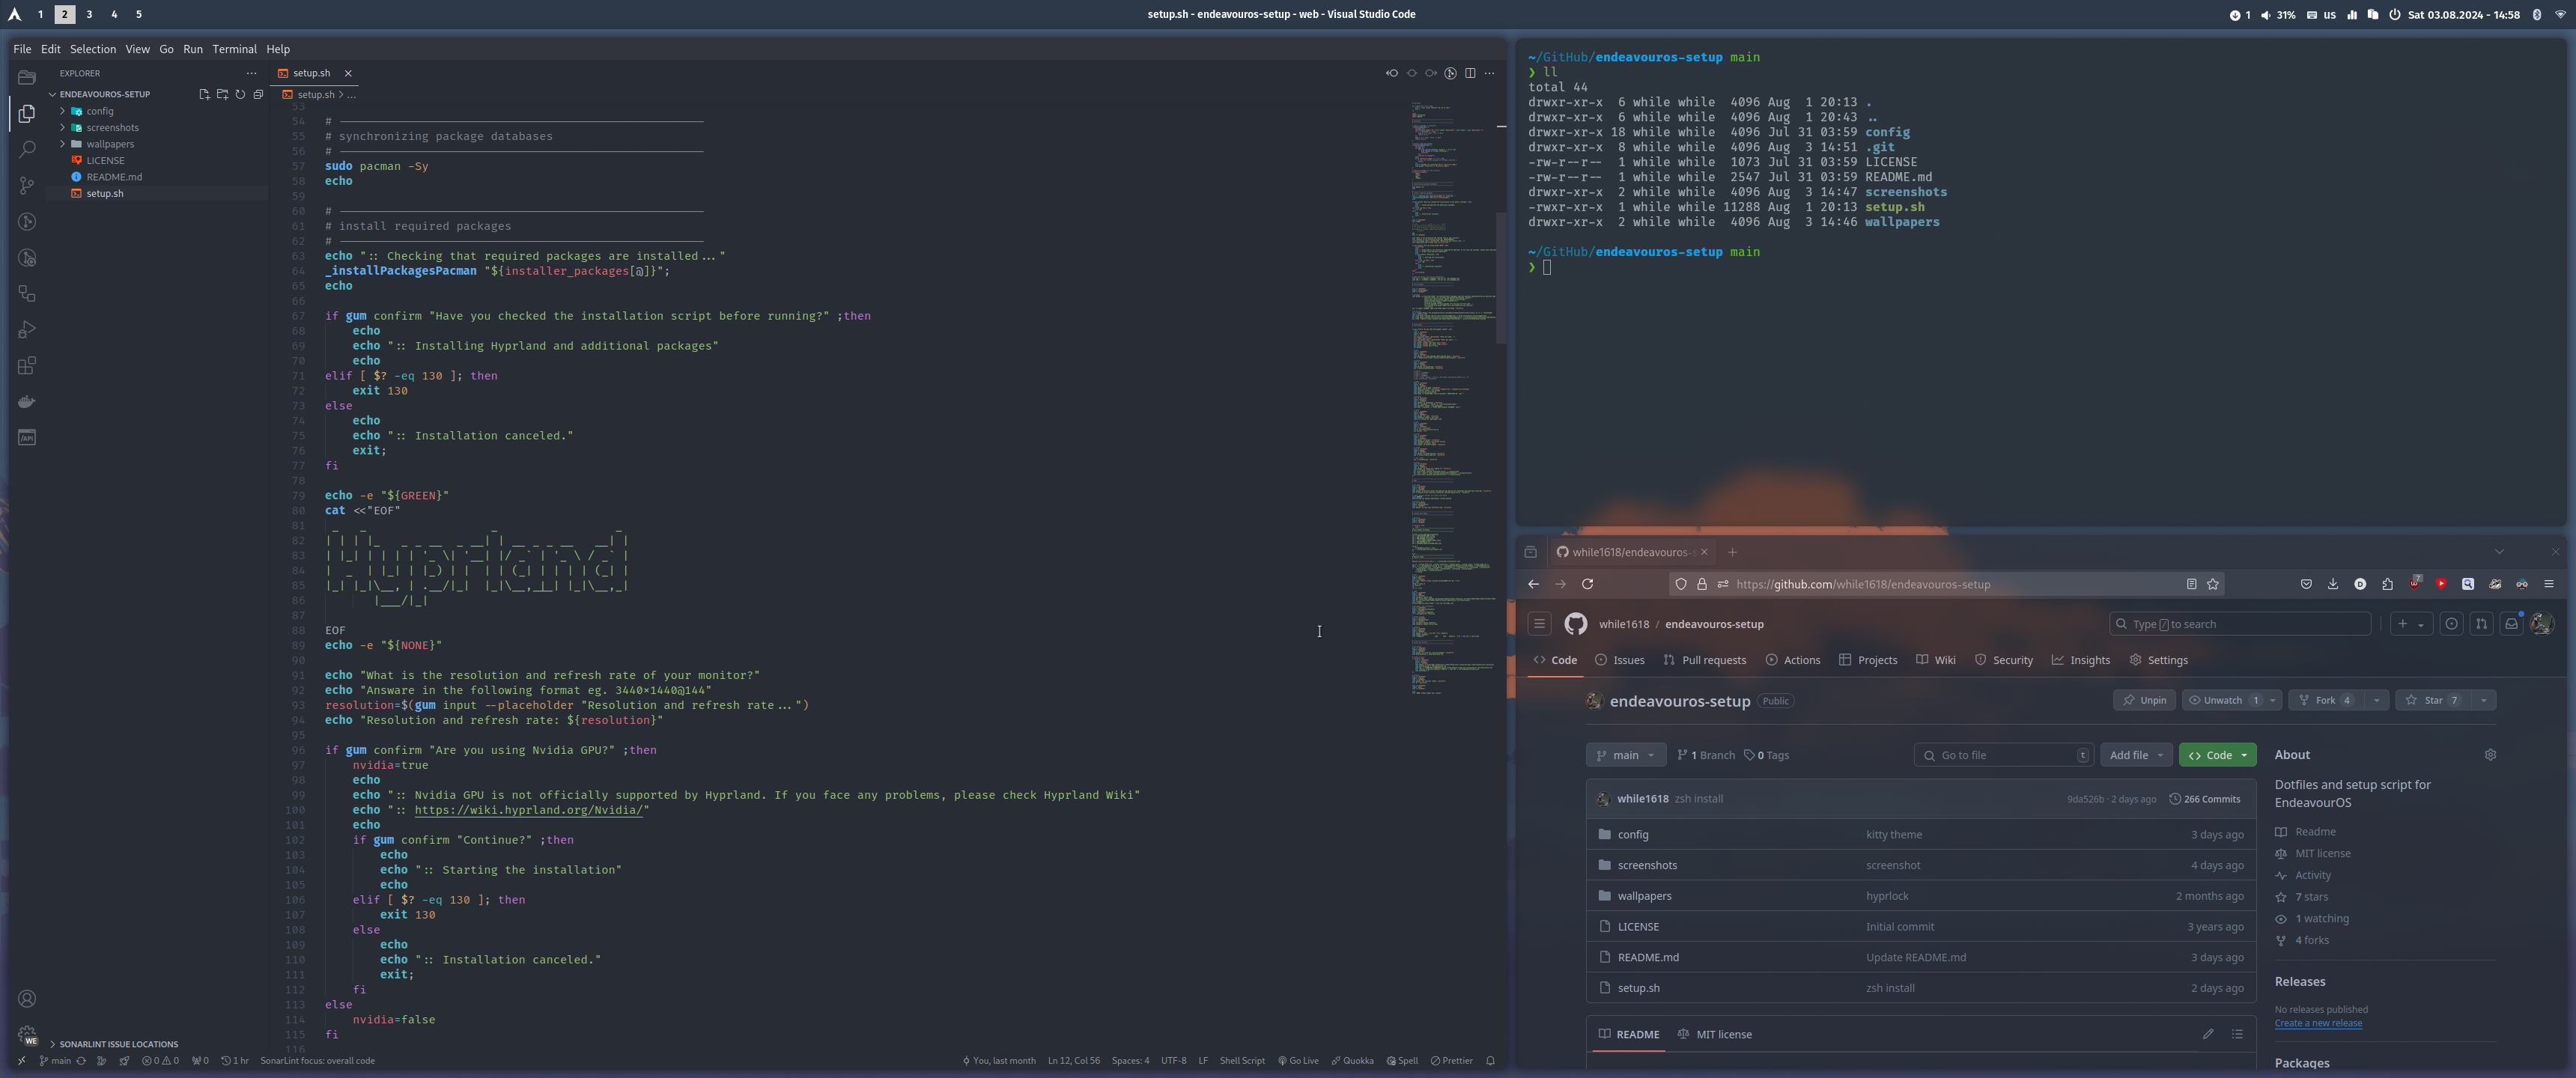 1 2 3 4 5
setup.sh - endeavouros-setup - web - Visual Studio Code
1 31% us Sat 03.08.2024 - 14:58
File Edit Selection View Go Run Terminal Help
EXPLORER
ENDEAVOUROS-SETUP
config
screenshots
wallpapers
LICENSE
README.md
setup.sh
SONARLINT ISSUE LOCATIONS
setup.sh
setup.sh > ...
53
54 # ─────────────────────────
55 # synchronizing package databases
56 # ─────────────────────────
57 sudo pacman -Sy
58 echo
59
60 # ─────────────────────────
61 # install required packages
62 # ─────────────────────────
63 echo ":: Checking that required packages are installed..."
64 _installPackagesPacman "${installer_packages[@]}";
65 echo
66
67 if gum confirm "Have you checked the installation script before running?" ;then
68 echo
69 echo ":: Installing Hyprland and additional packages"
70 echo
71 elif [ $? -eq 130 ]; then
72 exit 130
73 else
74 echo
75 echo ":: Installation canceled."
76 exit;
77 fi
78
79 echo -e "${GREEN}"
80 cat <<"EOF"
81
82
83
84
85
86
87
88 EOF
89 echo -e "${NONE}"
90
91 echo "What is the resolution and refresh rate of your monitor?"
92 echo "Answare in the following format eg. 3440×1440@144"
93 resolution=$(gum input --placeholder "Resolution and refresh rate...")
94 echo "Resolution and refresh rate: ${resolution}"
95
96 if gum confirm "Are you using Nvidia GPU?" ;then
97 nvidia=true
98 echo
99 echo ":: Nvidia GPU is not officially supported by Hyprland. If you face any problems, please check Hyprland Wiki"
100 echo ":: https://wiki.hyprland.org/Nvidia/"
101 echo
102 if gum confirm "Continue?" ;then
103 echo
104 echo ":: Starting the installation"
105 echo
106 elif [ $? -eq 130 ]; then
107 exit 130
108 else
109 echo
110 echo ":: Installation canceled."
111 exit;
112 fi
113 else
114 nvidia=false
115 fi
116
WE
main 0 0 0 1 hr SonarLint focus: overall code
You, last month Ln 12, Col 56 Spaces: 4 UTF-8 LF Shell Script Go Live Quokka Spell Prettier
~/GitHub/endeavouros-setup main
❯ ll
total 44
drwxr-xr-x 6 while while 4096 Aug 1 20:13 .
drwxr-xr-x 6 while while 4096 Aug 1 20:43 ..
drwxr-xr-x 18 while while 4096 Jul 31 03:59 config
drwxr-xr-x 8 while while 4096 Aug 3 14:51 .git
-rw-r--r-- 1 while while 1073 Jul 31 03:59 LICENSE
-rw-r--r-- 1 while while 2547 Jul 31 03:59 README.md
drwxr-xr-x 2 while while 4096 Aug 3 14:47 screenshots
-rwxr-xr-x 1 while while 11288 Aug 1 20:13 setup.sh
drwxr-xr-x 2 while while 4096 Aug 3 14:46 wallpapers
~/GitHub/endeavouros-setup main
❯
while1618/endeavouros-s
https://github.com/while1618/endeavouros-setup
while1618 / endeavouros-setup
Type / to search
Code Issues Pull requests Actions Projects Wiki Security Insights Settings
endeavouros-setup Public
Unpin Unwatch 1 Fork 4 Star 7
main 1 Branch 0 Tags Go to file t Add file Code
while1618 zsh install 9da526b · 2 days ago 266 Commits
config kitty theme 3 days ago
screenshots screenshot 4 days ago
wallpapers hyprlock 2 months ago
LICENSE Initial commit 3 years ago
README.md Update README.md 3 days ago
setup.sh zsh install 2 days ago
README MIT license
About
Dotfiles and setup script for
EndeavourOS
Readme
MIT license
Activity
7 stars
1 watching
4 forks
Releases
No releases published
Create a new release
Packages